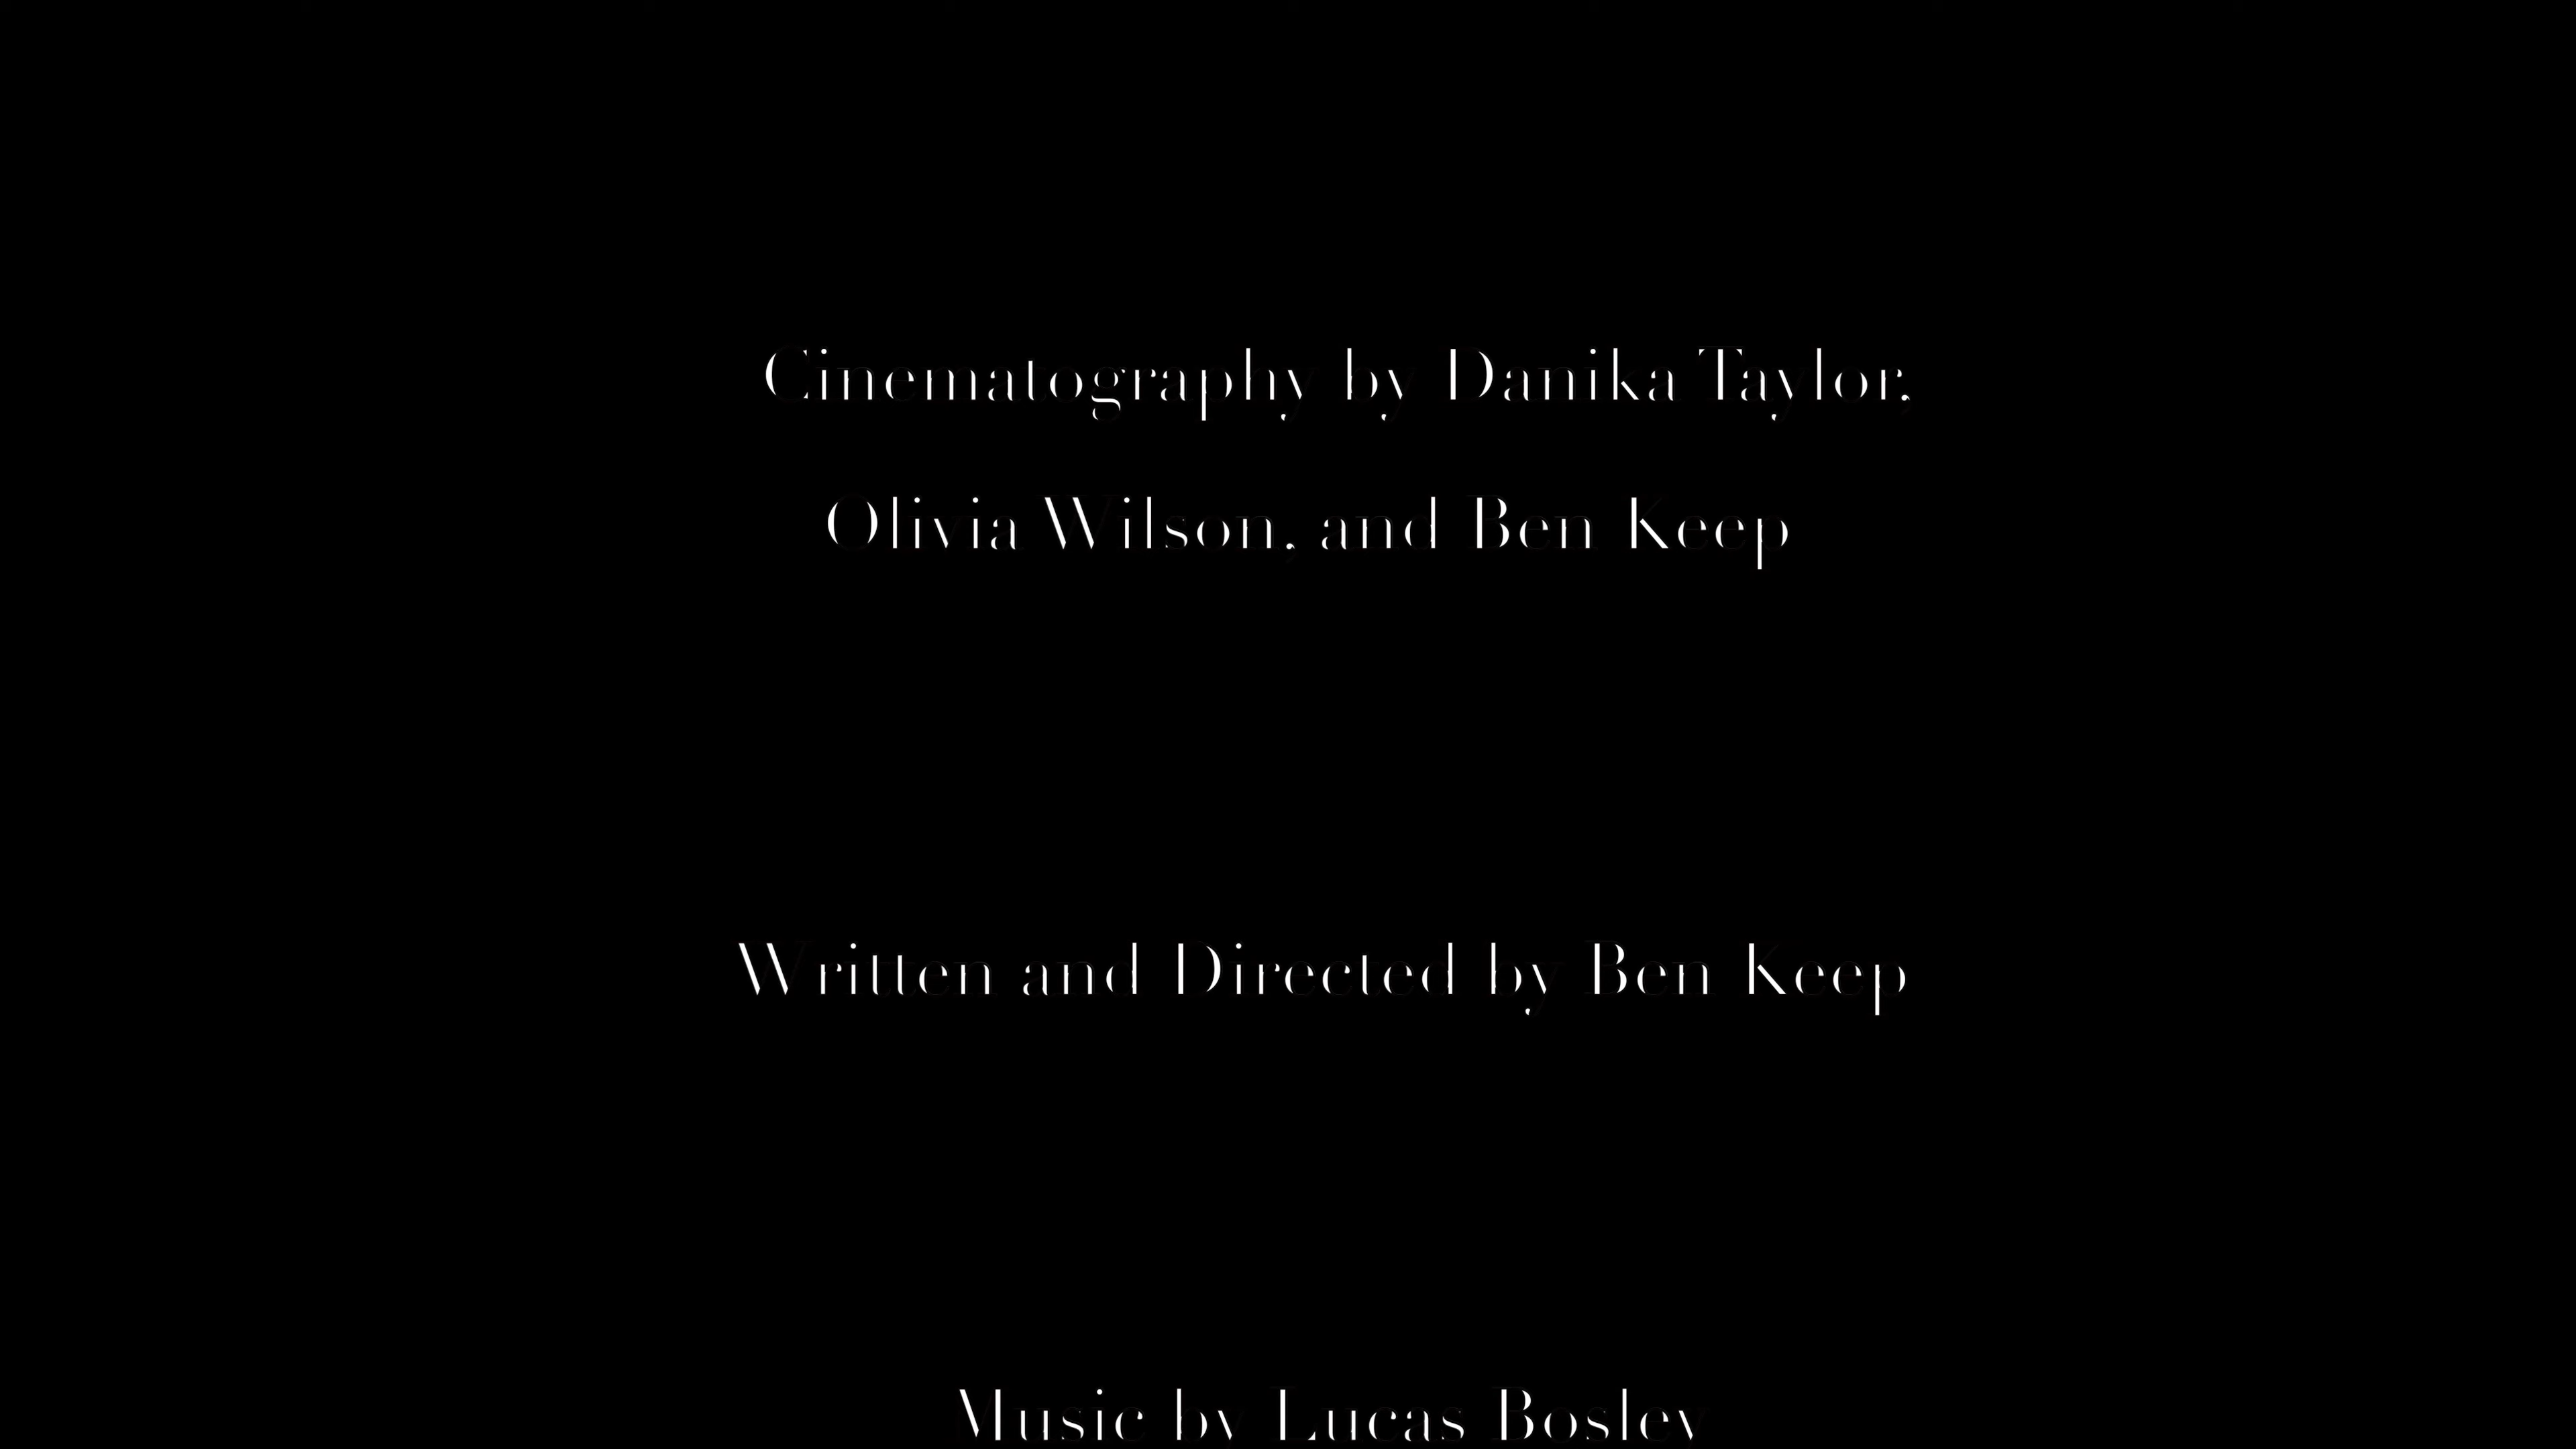 Cinematography by Danika Taylor,
Olivia Wilson, and Ben Keep
Written and Directed by Ben Keep
Music by Lucas Bosley